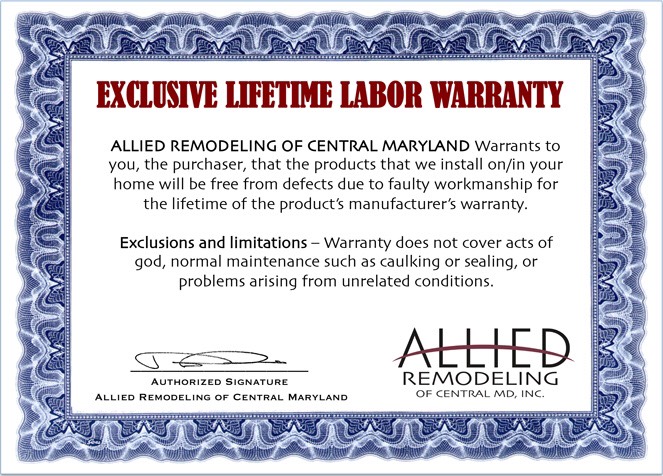 EXCLUSIVE LIFETIME LABOR WARRANTY
ALLIED REMODELING OF CENTRAL MARYLAND Warrants to
you, the purchaser, that the products that we install on/in your
home will be free from defects due to faulty workmanship for
the lifetime of the product's manufacturer's warranty.
Exclusions and limitations – Warranty does not cover acts of
god, normal maintenance such as caulking or sealing, or
problems arising from unrelated conditions.
AUTHORIZED SIGNATURE
ALLIED REMODELING OF CENTRAL MARYLAND
ALLIED
REMODELING
OF CENTRAL MD, INC.